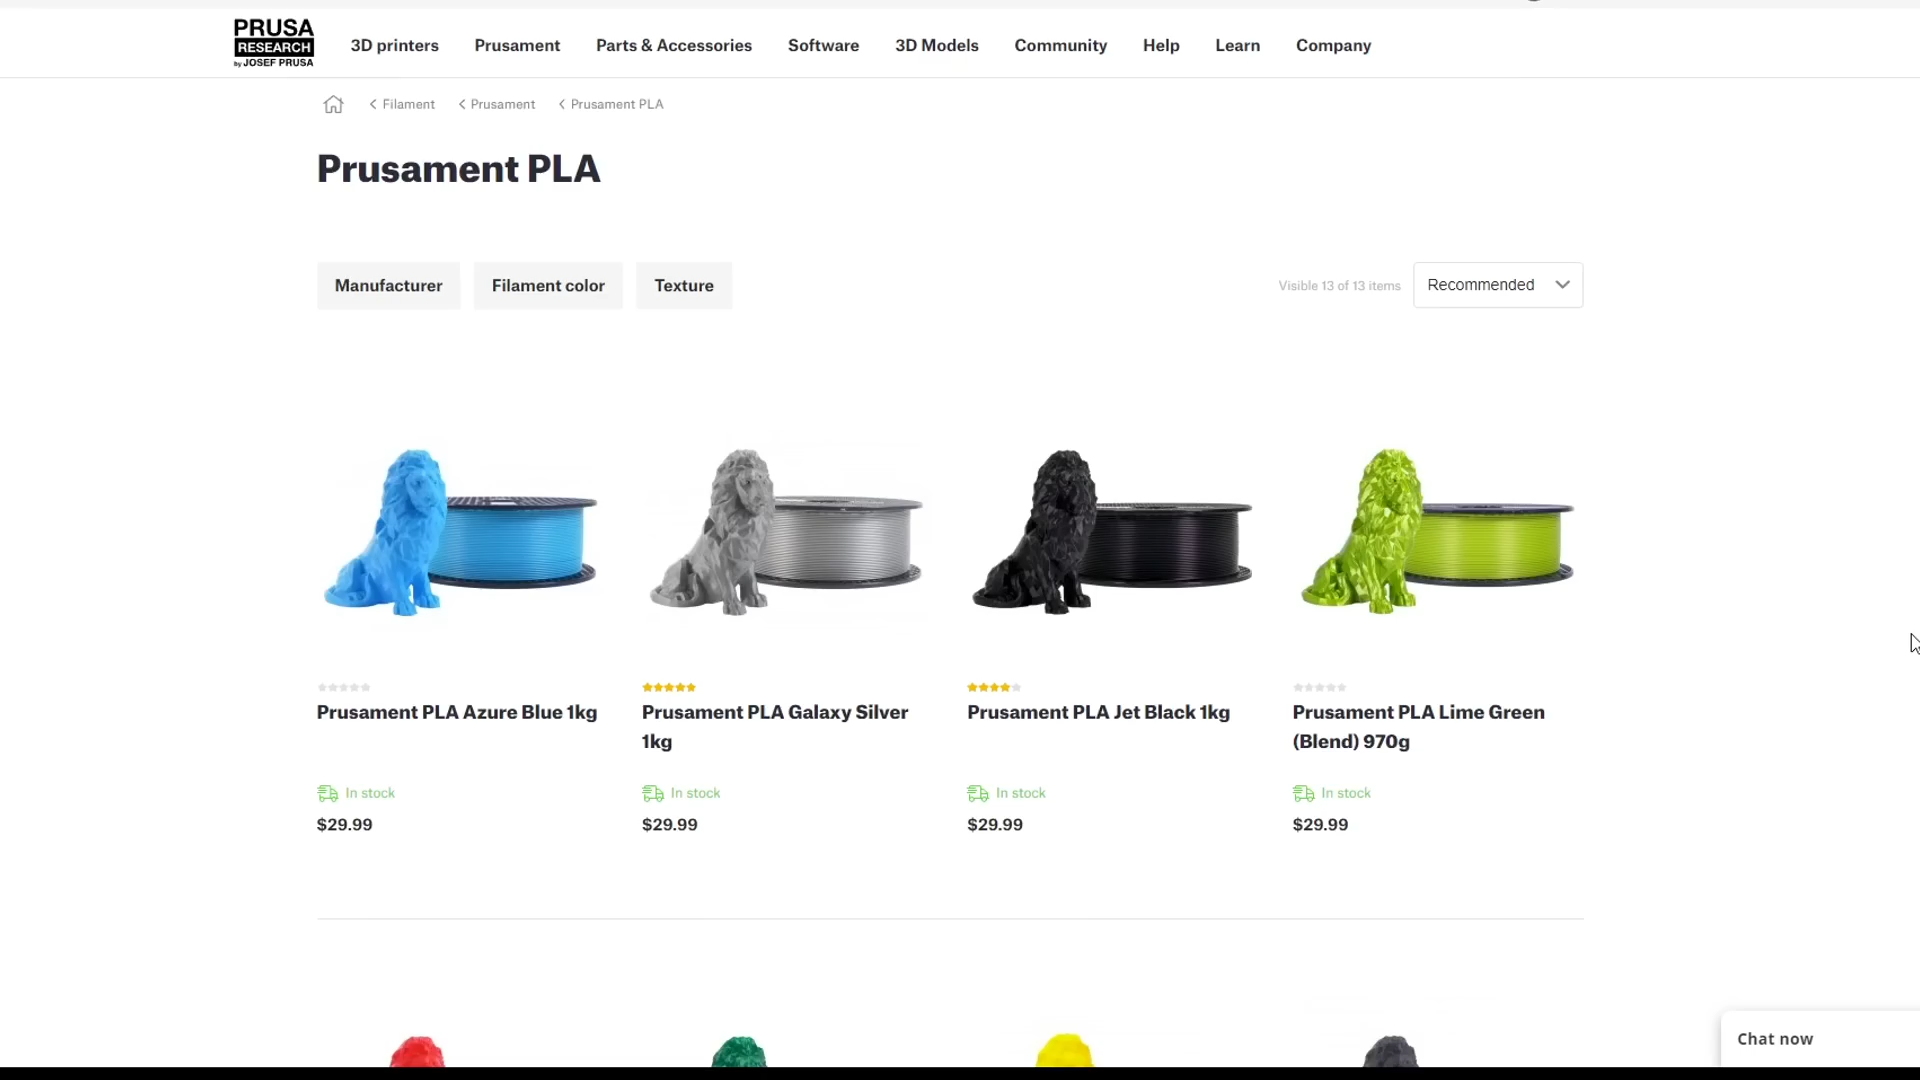 PRUSA
RESEARCH
by JOSEF PRUSA
3D printers
Prusament
Parts & Accessories
Software
3D Models
Community
Help
Learn
Company
Filament
Prusament
Prusament PLA
Prusament PLA
Manufacturer
Filament color
Texture
Visible 13 of 13 items
Recommended
Prusament PLA Azure Blue 1kg
In stock
$29.99
Prusament PLA Galaxy Silver
1kg
In stock
$29.99
Prusament PLA Jet Black 1kg
In stock
$29.99
Prusament PLA Lime Green
(Blend) 970g
In stock
$29.99
Chat now